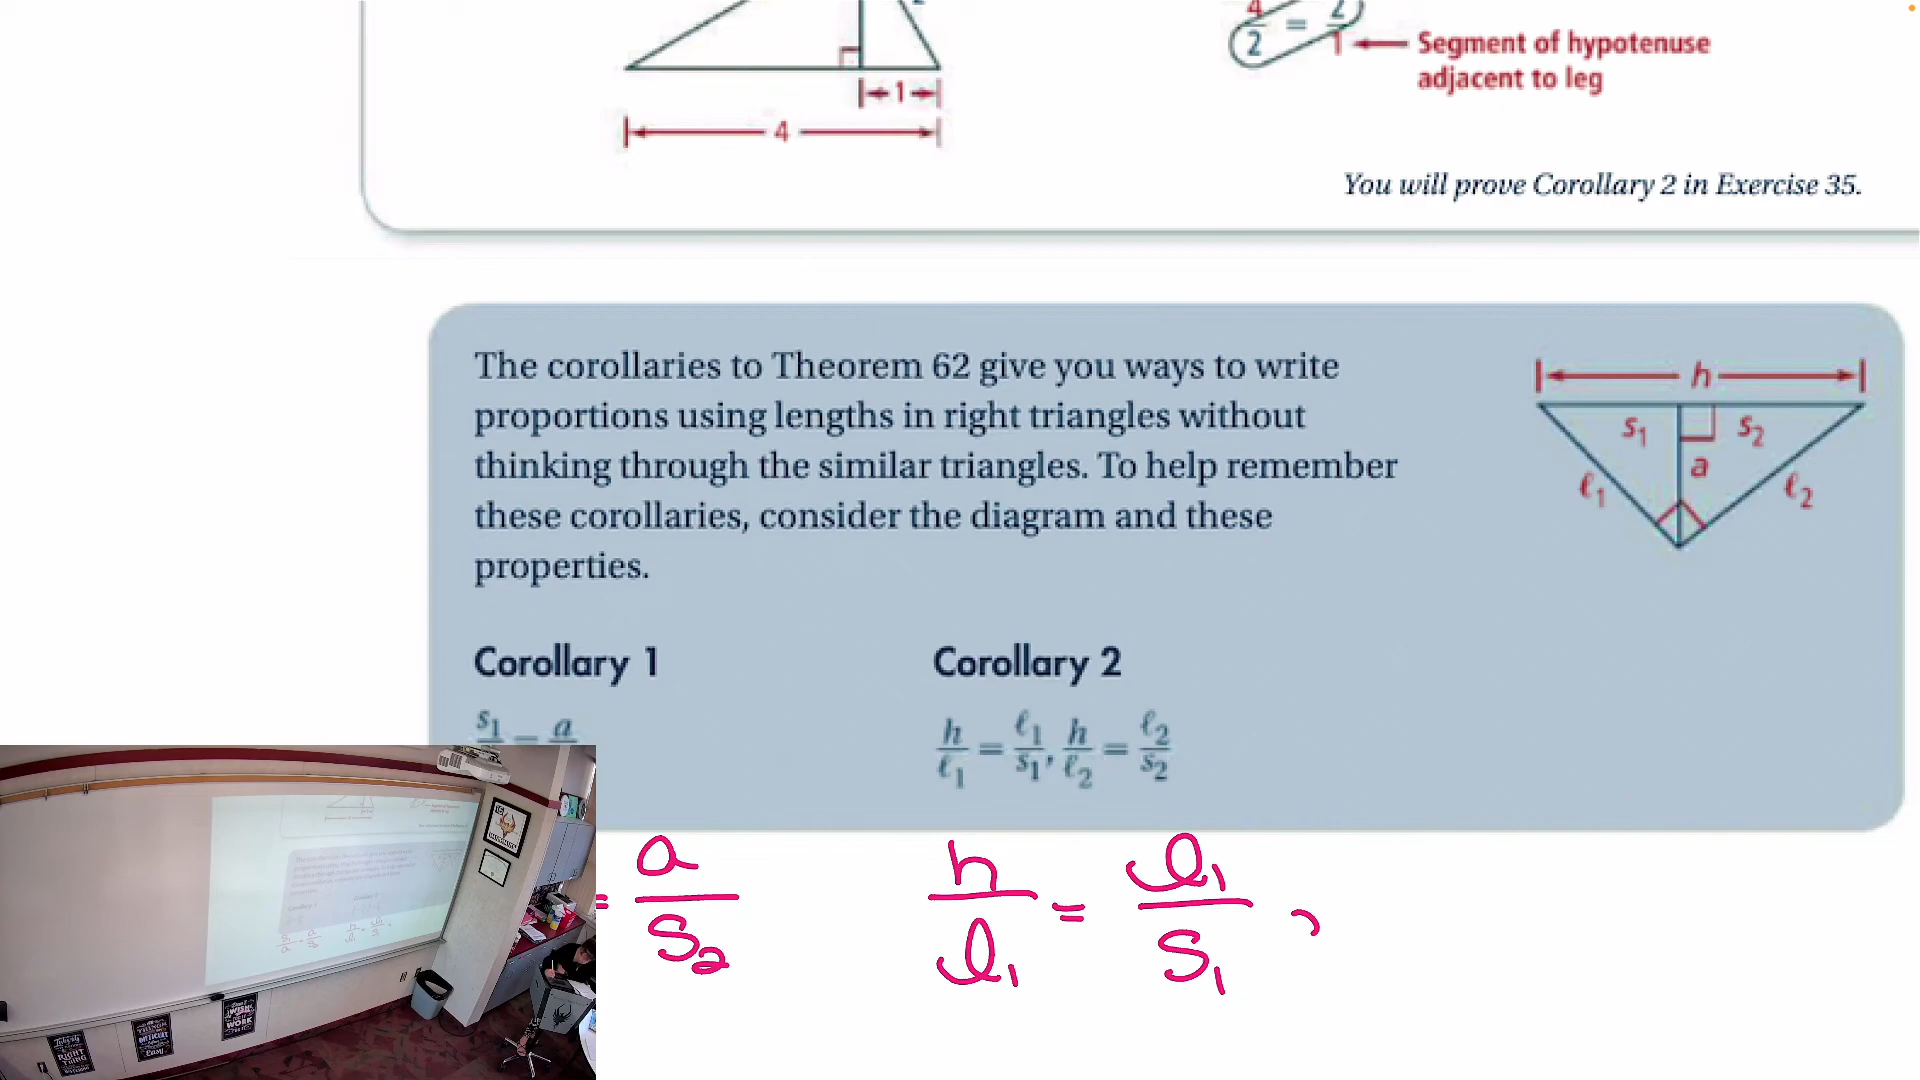 4/2 = 2/1
Segment of hypotenuse
adjacent to leg
1
4
You will prove Corollary 2 in Exercise 35.
The corollaries to Theorem 62 give you ways to write
proportions using lengths in right triangles without
thinking through the similar triangles. To help remember
these corollaries, consider the diagram and these
properties.
h
s₁ s₂
a
ℓ₁ ℓ₂
Corollary 1 Corollary 2
s₁ = a
h/ℓ₁ = ℓ₁/s₁, h/ℓ₂ = ℓ₂/s₂
= a/s₂ h/l₁ = l₁/s₁ ,